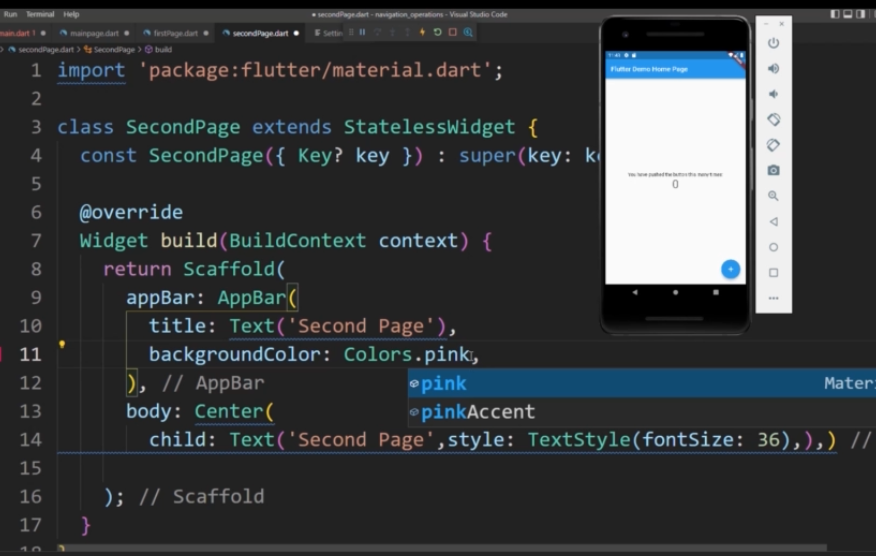 Run Terminal Help
secondPage.dart - navigation_operations - Visual Studio Code
main.dart 1 mainpage.dart firstPage.dart secondPage.dart Settin
secondPage.dart > SecondPage > build
1 import 'package:flutter/material.dart';
2
3 class SecondPage extends StatelessWidget {
4 const SecondPage({ Key? key }) : super(key: k
5
6 @override
7 Widget build(BuildContext context) {
8 return Scaffold(
9 appBar: AppBar(
10 title: Text('Second Page'),
11 backgroundColor: Colors.pink,
12 ), // AppBar
pink Mater
13 body: Center(
pinkAccent
14 child: Text('Second Page',style: TextStyle(fontSize: 36),),) //
15
16 ); // Scaffold
17 }
18 }
Flutter Demo Home Page
You have pushed the button this many times
0